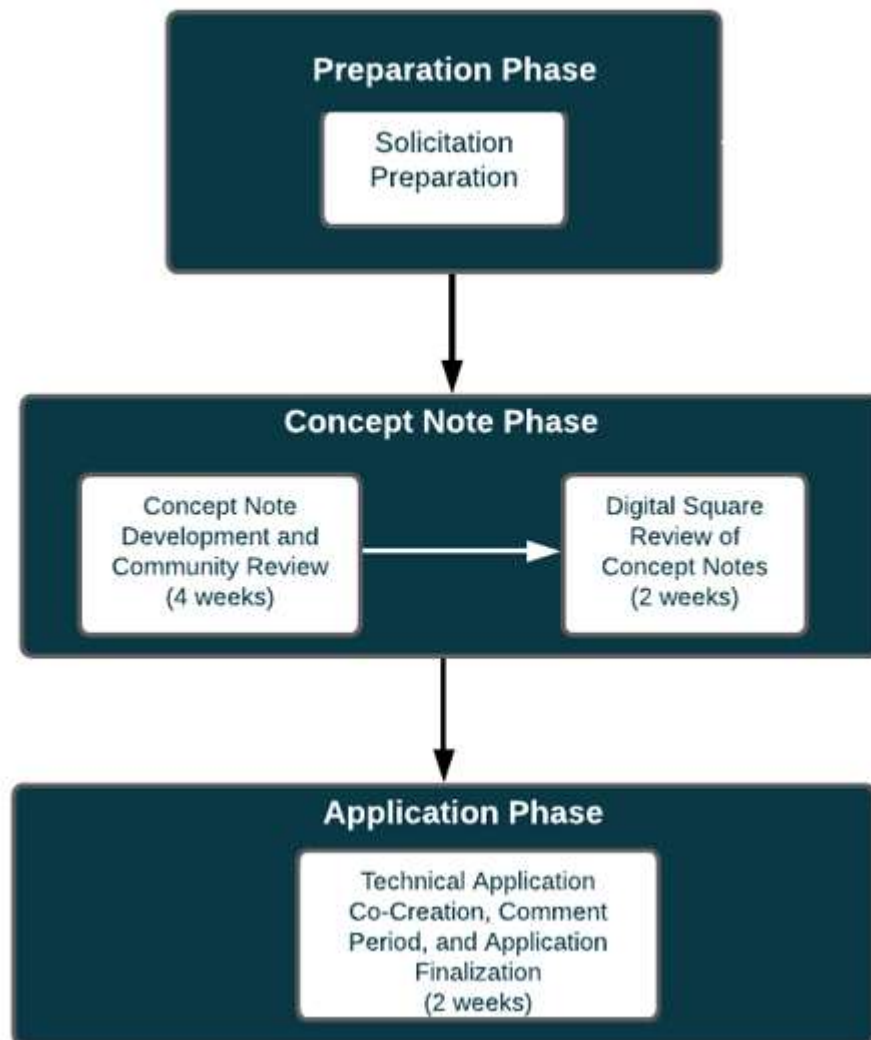 Preparation Phase
Solicitation
Preparation
Concept Note Phase
Concept Note
Development and
Community Review
(4 weeks)
Digital Square
Review of
Concept Notes
(2 weeks)
Application Phase
Technical Application
Co-Creation, Comment
Period, and Application
Finalization
(2 weeks)